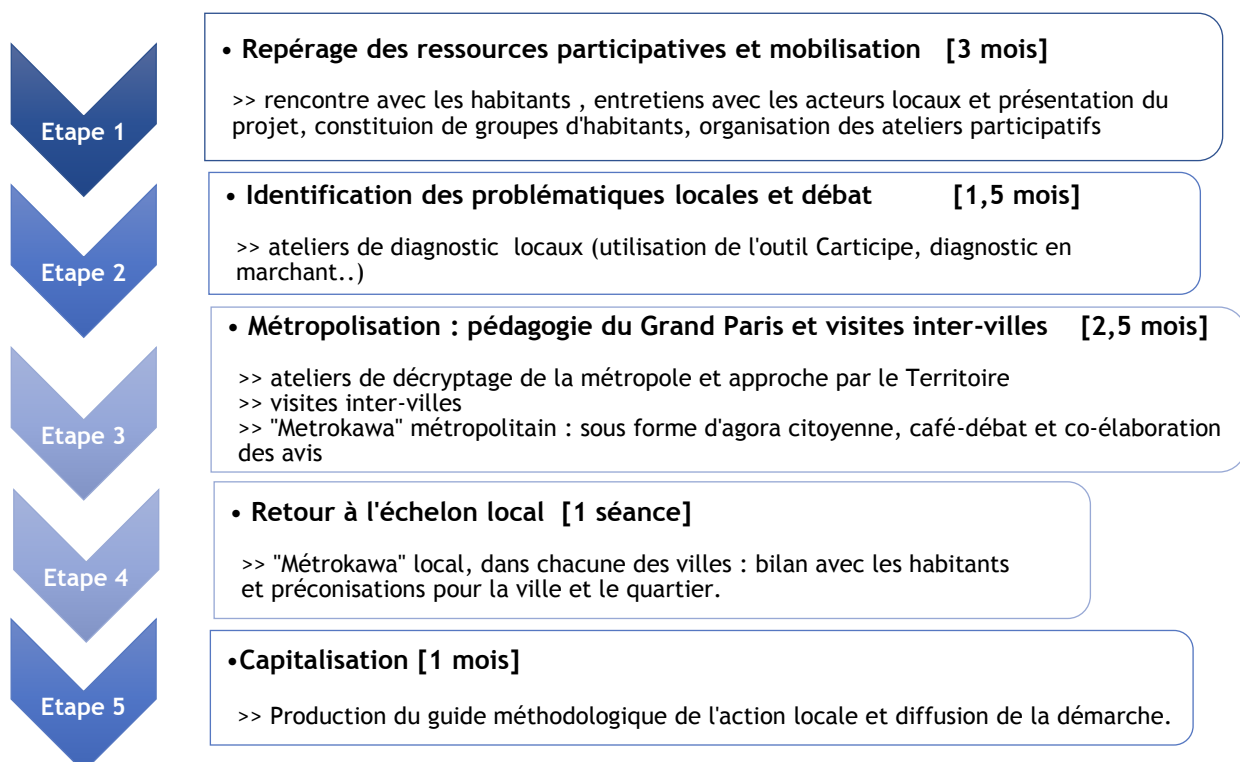 Etape 1
• Repérage des ressources participatives et mobilisation [3 mois]
>> rencontre avec les habitants , entretiens avec les acteurs locaux et présentation du
projet, constituion de groupes d'habitants, organisation des ateliers participatifs
Etape 2
• Identification des problématiques locales et débat [1,5 mois]
>> ateliers de diagnostic locaux (utilisation de l'outil Carticipe, diagnostic en
marchant..)
Etape 3
• Métropolisation : pédagogie du Grand Paris et visites inter-villes [2,5 mois]
>> ateliers de décryptage de la métropole et approche par le Territoire
>> visites inter-villes
>> "Metrokawa" métropolitain : sous forme d'agora citoyenne, café-débat et co-élaboration
des avis
Etape 4
• Retour à l'échelon local [1 séance]
>> "Métrokawa" local, dans chacune des villes : bilan avec les habitants
et préconisations pour la ville et le quartier.
Etape 5
•Capitalisation [1 mois]
>> Production du guide méthodologique de l'action locale et diffusion de la démarche.